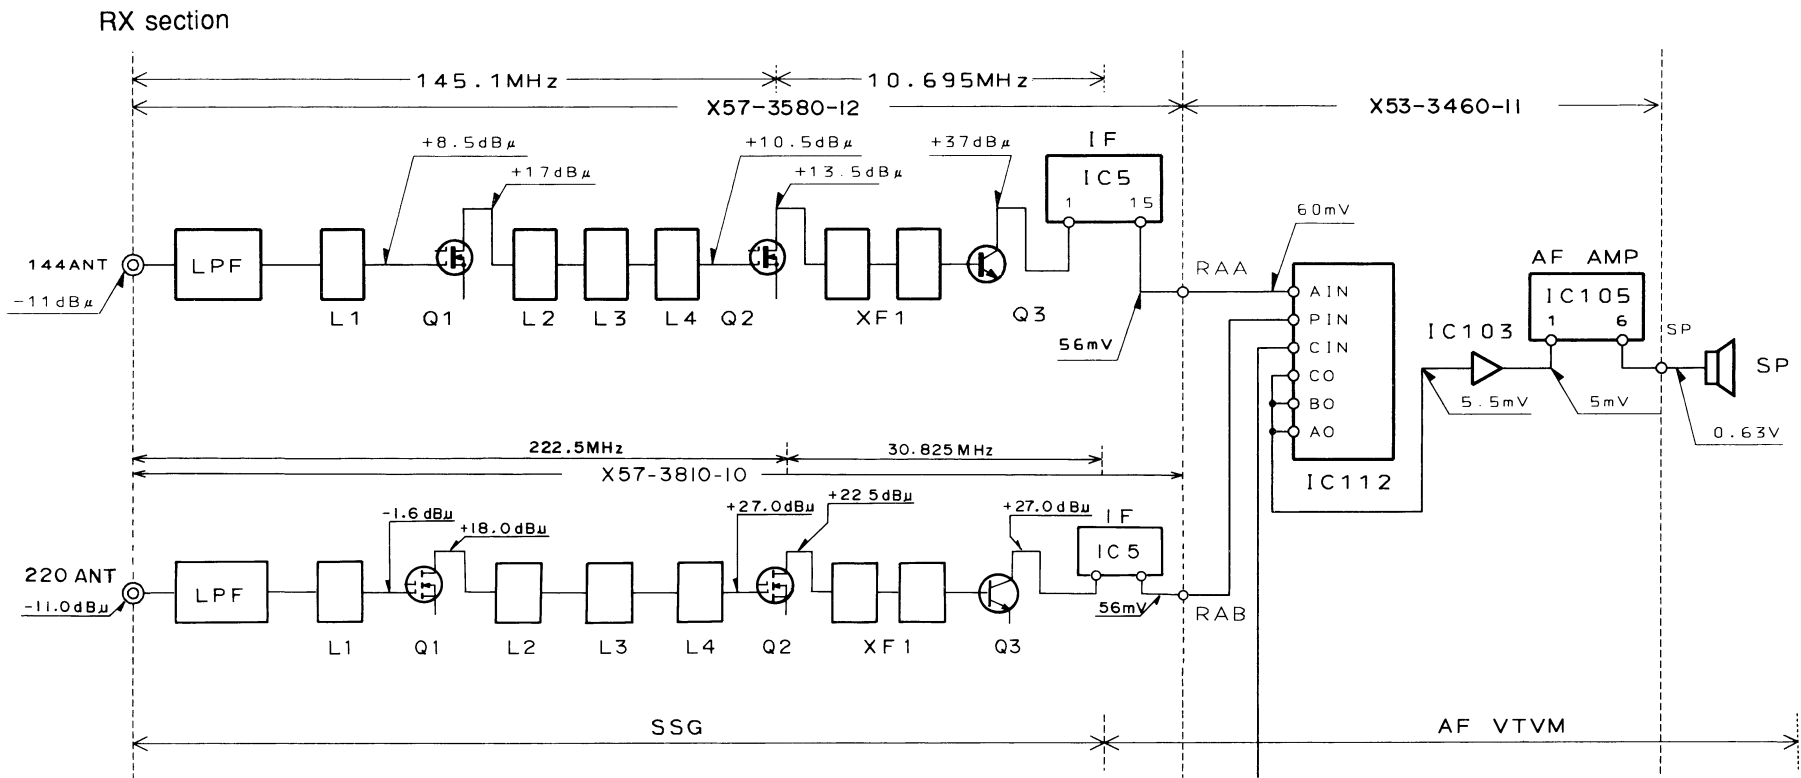 RX section
145.1MHz
10.695MHz
X57-3580-12
X53-3460-11
+8.5dBμ
+17dBμ
+10.5dBμ
+13.5dBμ
+37dBμ
IF
IC5
1 15
60mV
144ANT
-11dBμ
LPF
L1
Q1
L2
L3
L4
Q2
XF1
Q3
56mV
RAA
AIN
PIN
CIN
CO
BO
AO
IC112
IC103
AF AMP
IC105
1 6
SP
SP
5.5mV
5mV
0.63V
222.5MHz
30.825MHz
X57-3810-10
-1.6dBμ
+18.0dBμ
+27.0dBμ
+22.5dBμ
+27.0dBμ
IF
IC5
220 ANT
-11.0dBμ
LPF
L1
Q1
L2
L3
L4
Q2
XF1
Q3
56mV
RAB
SSG
AF VTVM